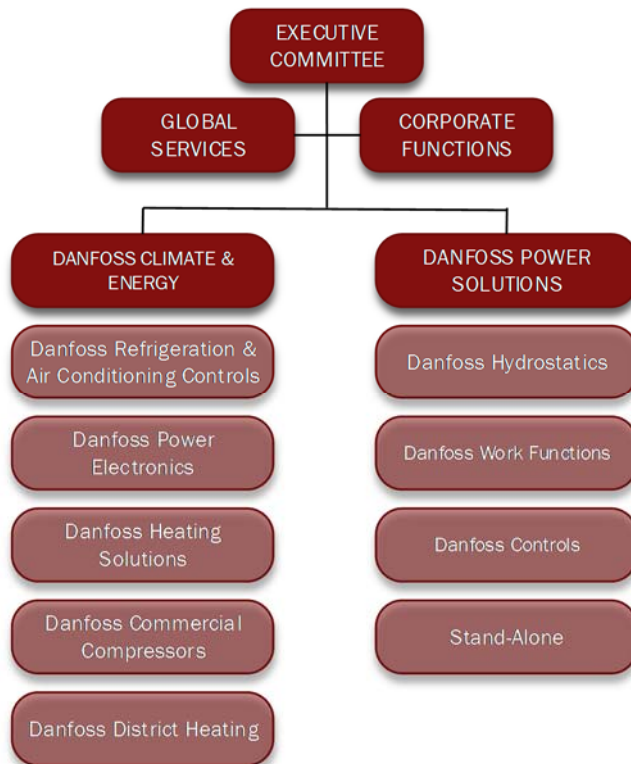 EXECUTIVE
COMMITTEE
GLOBAL
SERVICES
CORPORATE
FUNCTIONS
DANFOSS CLIMATE &
ENERGY
Danfoss Refrigeration &
Air Conditioning Controls
Danfoss Power
Electronics
Danfoss Heating
Solutions
Danfoss Commercial
Compressors
Danfoss District Heating
DANFOSS POWER
SOLUTIONS
Danfoss Hydrostatics
Danfoss Work Functions
Danfoss Controls
Stand-Alone